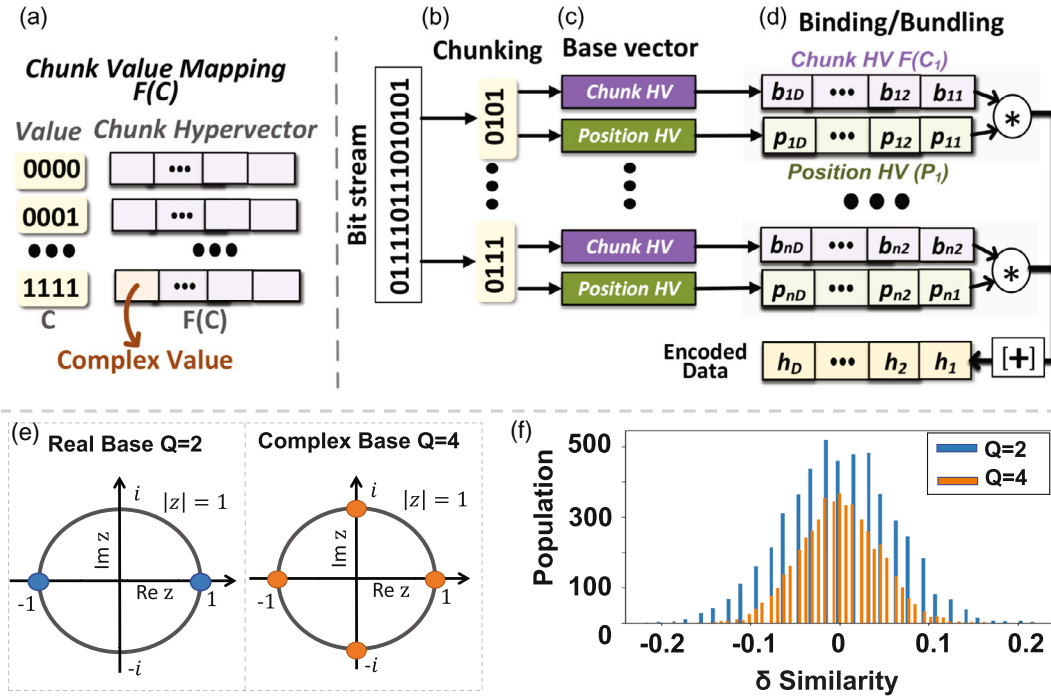 (a)
Chunk Value Mapping
F(C)
Value Chunk Hypervector
0000 •••
0001 •••
••• •••
1111 •••
C F(C)
Complex Value
(b)
Chunking
Bit stream
01111011101010101
0101
0111
(c)
Base vector
Chunk HV
Position HV
Chunk HV
Position HV
(d)
Binding/Bundling
Chunk HV F(C₁)
b₁D ••• b₁₂ b₁₁
*
p₁D ••• p₁₂ p₁₁
Position HV (P₁)
•••
bnD ••• bn2 bn2
*
pnD ••• pn2 pn1
Encoded
Data
hD ••• h₂ h₁
[+]
(e)
Real Base Q=2
i
|z| = 1
Im z
Re z
-1
1
-i
Complex Base Q=4
i
|z| = 1
Im z
Re z
-1
1
-i
(f)
Population
500
300
100
0
Q=2
Q=4
-0.2 -0.1 0 0.1 0.2
δ Similarity